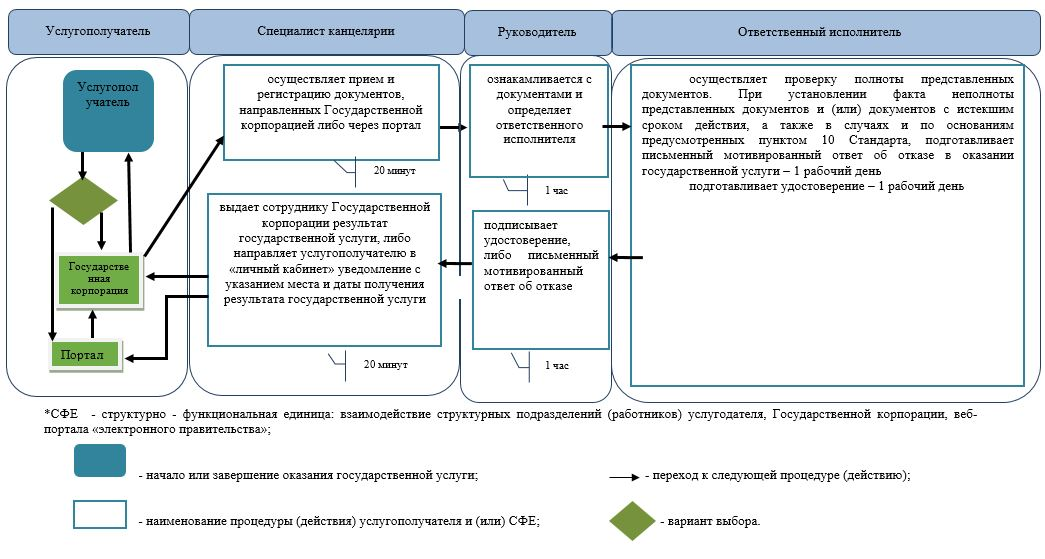 Услугополучатель
Специалист канцелярии
Руководитель
Ответственный исполнитель
Услугопол
учатель
Государстве
нная
корпорация
Портал
осуществляет прием и
регистрацию документов,
направленных Государственной
корпорацией либо через портал
20 минут
выдает сотруднику Государственной
корпорации результат
государственной услуги, либо
направляет услугополучателю в
«личный кабинет» уведомление с
указанием места и даты получения
результата государственной услуги
20 минут
ознакамливается с
документами и
определяет
ответственного
исполнителя
1 час
подписывает
удостоверение,
либо письменный
мотивированный
ответ об отказе
1 час
осуществляет проверку полноты представленных
документов. При установлении факта неполноты
представленных документов и (или) документов с истекшим
сроком действия, а также в случаях и по основаниям
предусмотренных пунктом 10 Стандарта, подготавливает
письменный мотивированный ответ об отказе в оказании
государственной услуги – 1 рабочий день
подготавливает удостоверение – 1 рабочий день
*СФЕ - структурно - функциональная единица: взаимодействие структурных подразделений (работников) услугодателя, Государственной корпорации, веб-
портала «электронного правительства»;
- начало или завершение оказания государственной услуги;
- переход к следующей процедуре (действию);
- наименование процедуры (действия) услугополучателя и (или) СФЕ;
- вариант выбора.